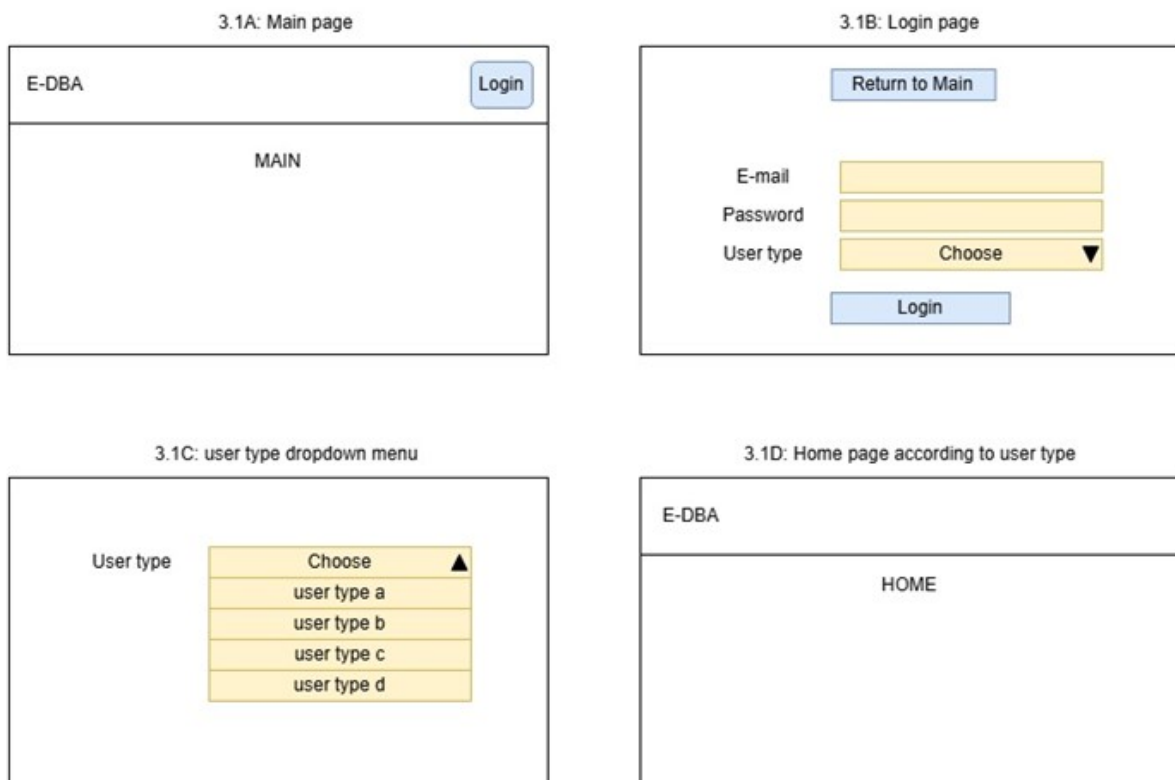 3.1A: Main page
E-DBA
Login
MAIN
3.1B: Login page
Return to Main
E-mail
Password
User type
Choose
Login
3.1C: user type dropdown menu
User type
Choose
user type a
user type b
user type c
user type d
3.1D: Home page according to user type
E-DBA
HOME